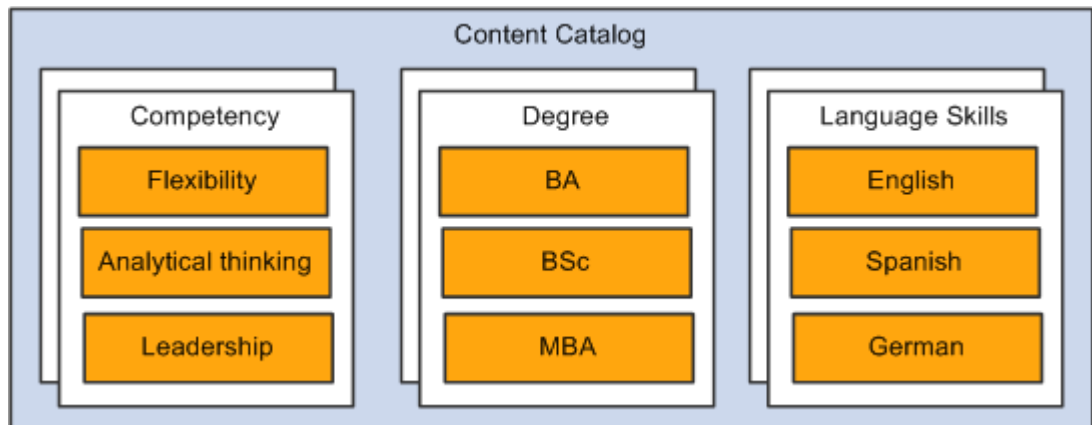 Content Catalog
Competency
Flexibility
Analytical thinking
Leadership
Degree
BA
BSc
MBA
Language Skills
English
Spanish
German